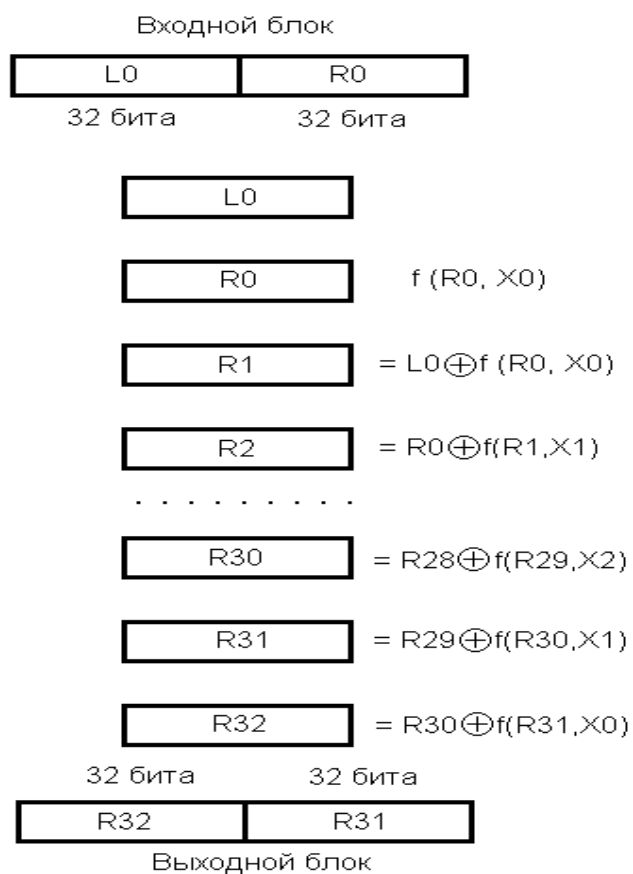 Входной блок
L0 R0
32 бита 32 бита
L0
R0 f (R0, X0)
R1 = L0⊕f (R0, X0)
R2 = R0⊕f(R1,X1)
. . . . . . . . .
R30 = R28⊕f(R29,X2)
R31 = R29⊕f(R30,X1)
R32 = R30⊕f(R31,X0)
32 бита 32 бита
R32 R31
Выходной блок